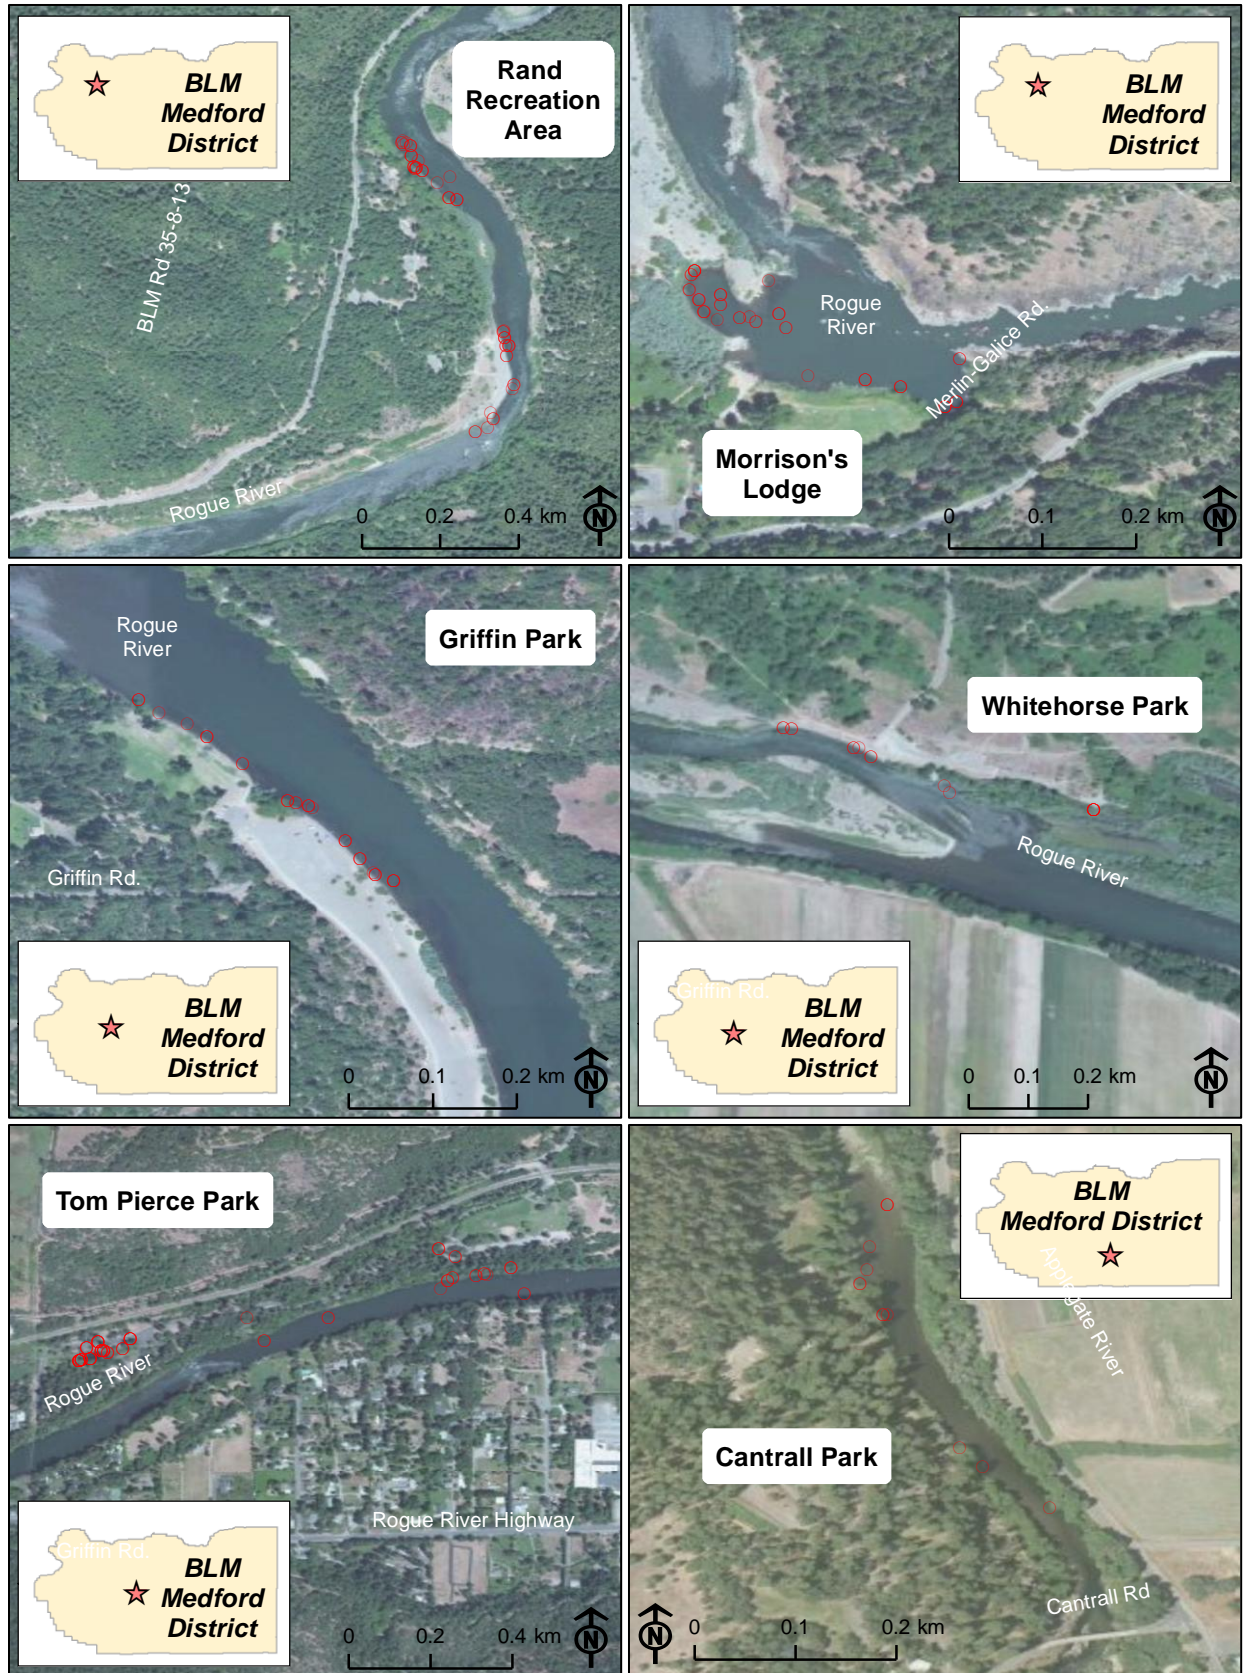 BLM
Medford
District
Rand
Recreation
Area
BLM Rd 35-8-13
Rogue River
0 0.2 0.4 km
N
BLM
Medford
District
Rogue
River
Merlin-Galice Rd.
Morrison's
Lodge
0 0.1 0.2 km
N
Rogue
River
Griffin Park
Griffin Rd.
BLM
Medford
District
0 0.1 0.2 km
N
Whitehorse Park
Rogue River
Griffin Rd.
BLM
Medford
District
0 0.1 0.2 km
N
Tom Pierce Park
Rogue River
Rogue River Highway
Griffin Rd.
BLM
Medford
District
0 0.2 0.4 km
N
BLM
Medford District
Applegate River
Cantrall Park
Cantrall Rd
N
0 0.1 0.2 km